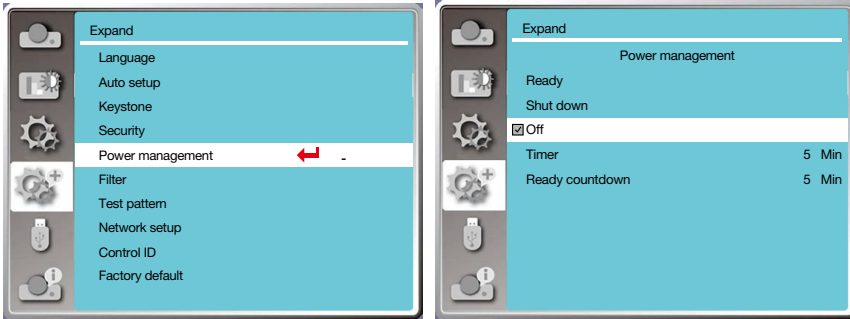 Expand
Language
Auto setup
Keystone
Security
Power management -
Filter
Test pattern
Network setup
Control ID
Factory default
Expand
Power management
Ready
Shut down
Off
Timer 5 Min
Ready countdown 5 Min